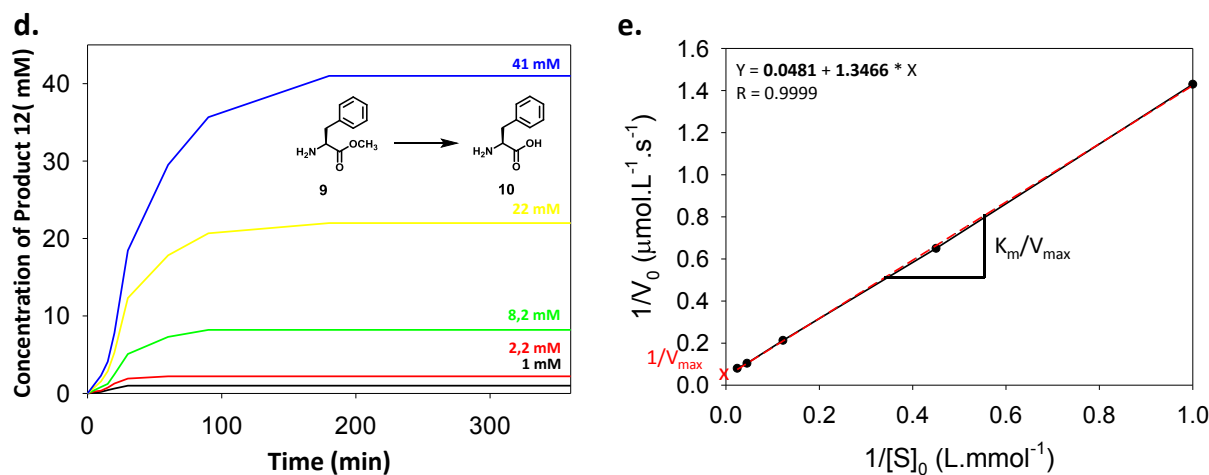 d.
Concentration of Product 12( mM)
40
30
20
10
0
0
100
200
300
Time (min)
41 mM
22 mM
8,2 mM
2,2 mM
1 mM
H₂N
OCH₃
O
9
H₂N
OH
O
10
e.
1/V₀ (µmol.L⁻¹.s⁻¹)
1.6
1.4
1.2
1.0
0.8
0.6
0.4
0.2
0.0
0.0
0.2
0.4
0.6
0.8
1.0
1/[S]₀ (L.mmol⁻¹)
Y = 0.0481 + 1.3466 * X
R = 0.9999
Kₘ/Vₘₐₓ
1/Vₘₐₓ
x